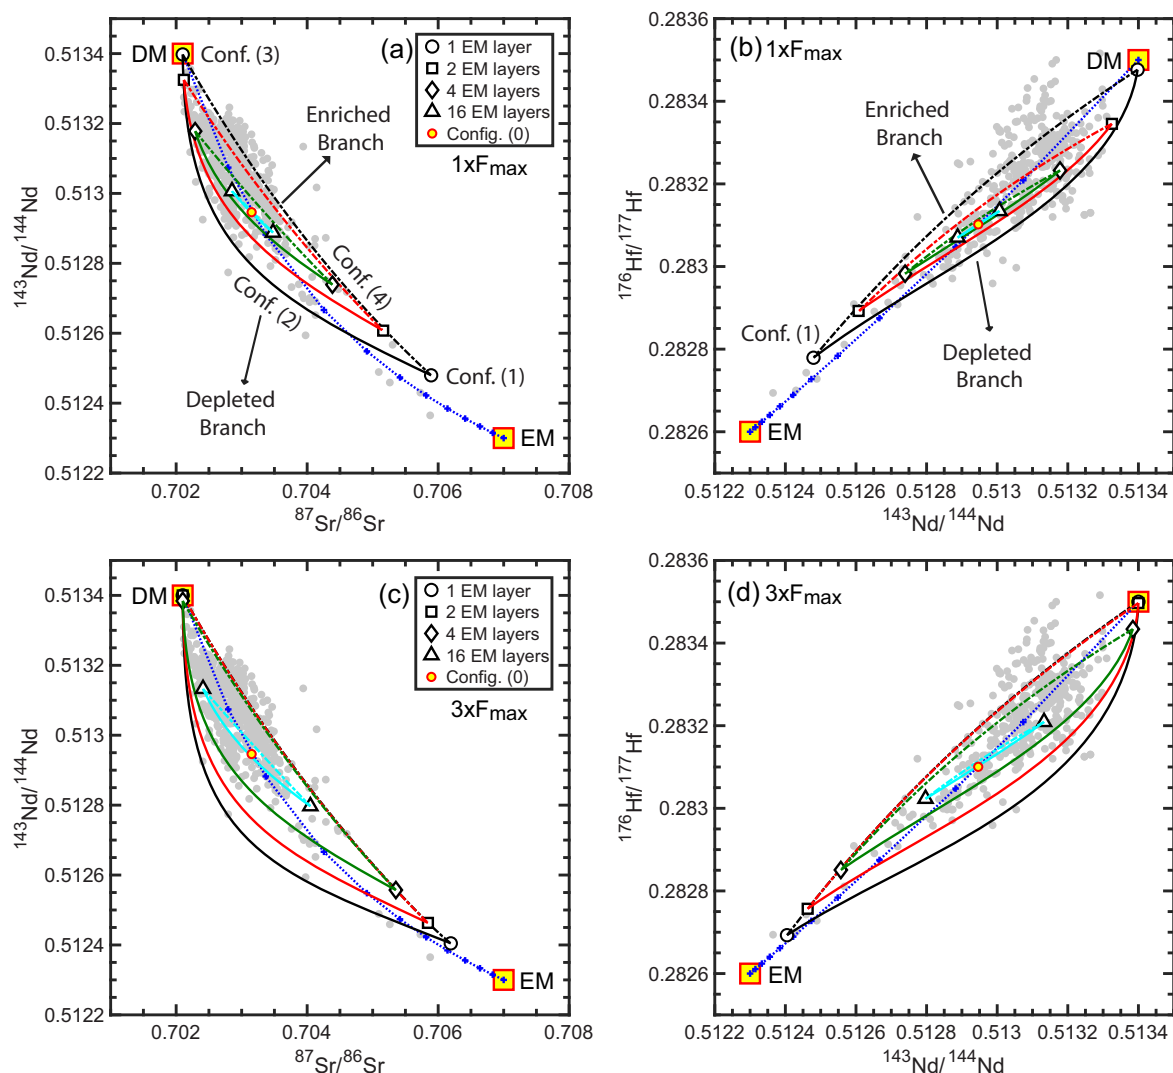 (a)
DM
Conf. (3)
Enriched
Branch
1 EM layer
2 EM layers
4 EM layers
16 EM layers
Config. (0)
1xFmax
Conf. (4)
Conf. (2)
Conf. (1)
Depleted
Branch
EM
0.5134
0.5132
0.513
0.5128
0.5126
0.5124
0.5122
143Nd/144Nd
0.702
0.704
0.706
0.708
87Sr/86Sr
(b) 1xFmax
DM
Enriched
Branch
Conf. (1)
Depleted
Branch
EM
0.2836
0.2834
0.2832
0.283
0.2828
0.2826
176Hf/177Hf
0.5122
0.5124
0.5126
0.5128
0.513
0.5132
0.5134
143Nd/144Nd
(c)
DM
1 EM layer
2 EM layers
4 EM layers
16 EM layers
Config. (0)
3xFmax
EM
0.5134
0.5132
0.513
0.5128
0.5126
0.5124
0.5122
143Nd/144Nd
0.702
0.704
0.706
0.708
87Sr/86Sr
(d) 3xFmax
EM
0.2836
0.2834
0.2832
0.283
0.2828
0.2826
176Hf/177Hf
0.5122
0.5124
0.5126
0.5128
0.513
0.5132
0.5134
143Nd/144Nd